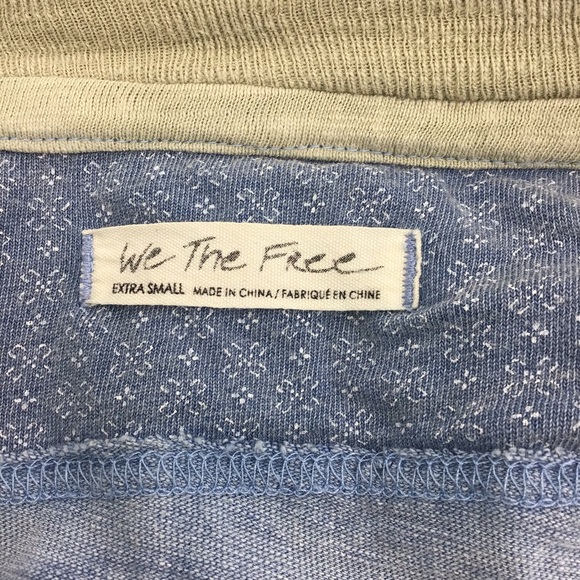 We The Free
EXTRA SMALL MADE IN CHINA / FABRIQUÉ EN CHINE